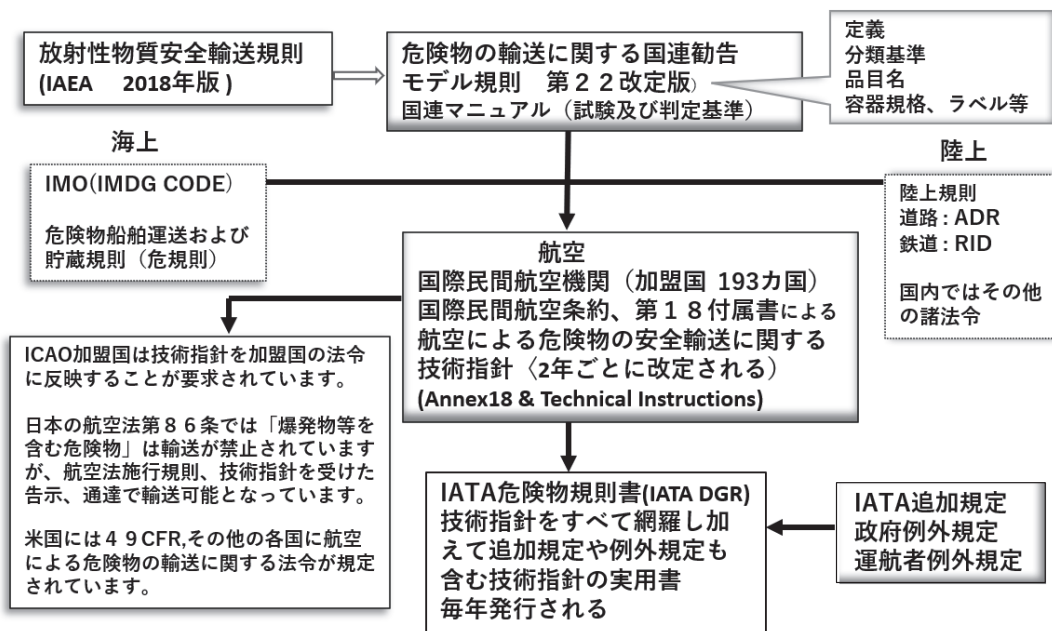 放射性物質安全輸送規則
(IAEA　2018年版 )
危険物の輸送に関する国連勧告
モデル規則　第２２改定版）
国連マニュアル（試験及び判定基準）
定義
分類基準
品目名
容器規格、ラベル等
海上
IMO(IMDG CODE）
危険物船舶運送および
貯蔵規則（危規則）
陸上
陸上規則
道路 : ADR
鉄道 : RID
国内ではその他
の諸法令
航空
国際民間航空機関（加盟国 193カ国）
国際民間航空条約、第１８付属書による
航空による危険物の安全輸送に関する
技術指針〈2年ごとに改定される）
(Annex18 & Technical Instructions)
ICAO加盟国は技術指針を加盟国の法令
に反映することが要求されています。
日本の航空法第８６条では「爆発物等を
含む危険物」は輸送が禁止されています
が、航空法施行規則、技術指針を受けた
告示、通達で輸送可能となっています。
米国には４９CFR,その他の各国に航空
による危険物の輸送に関する法令が規定
されています。
IATA危険物規則書(IATA DGR)
技術指針をすべて網羅し加
えて追加規定や例外規定も
含む技術指針の実用書
毎年発行される
IATA追加規定
政府例外規定
運航者例外規定